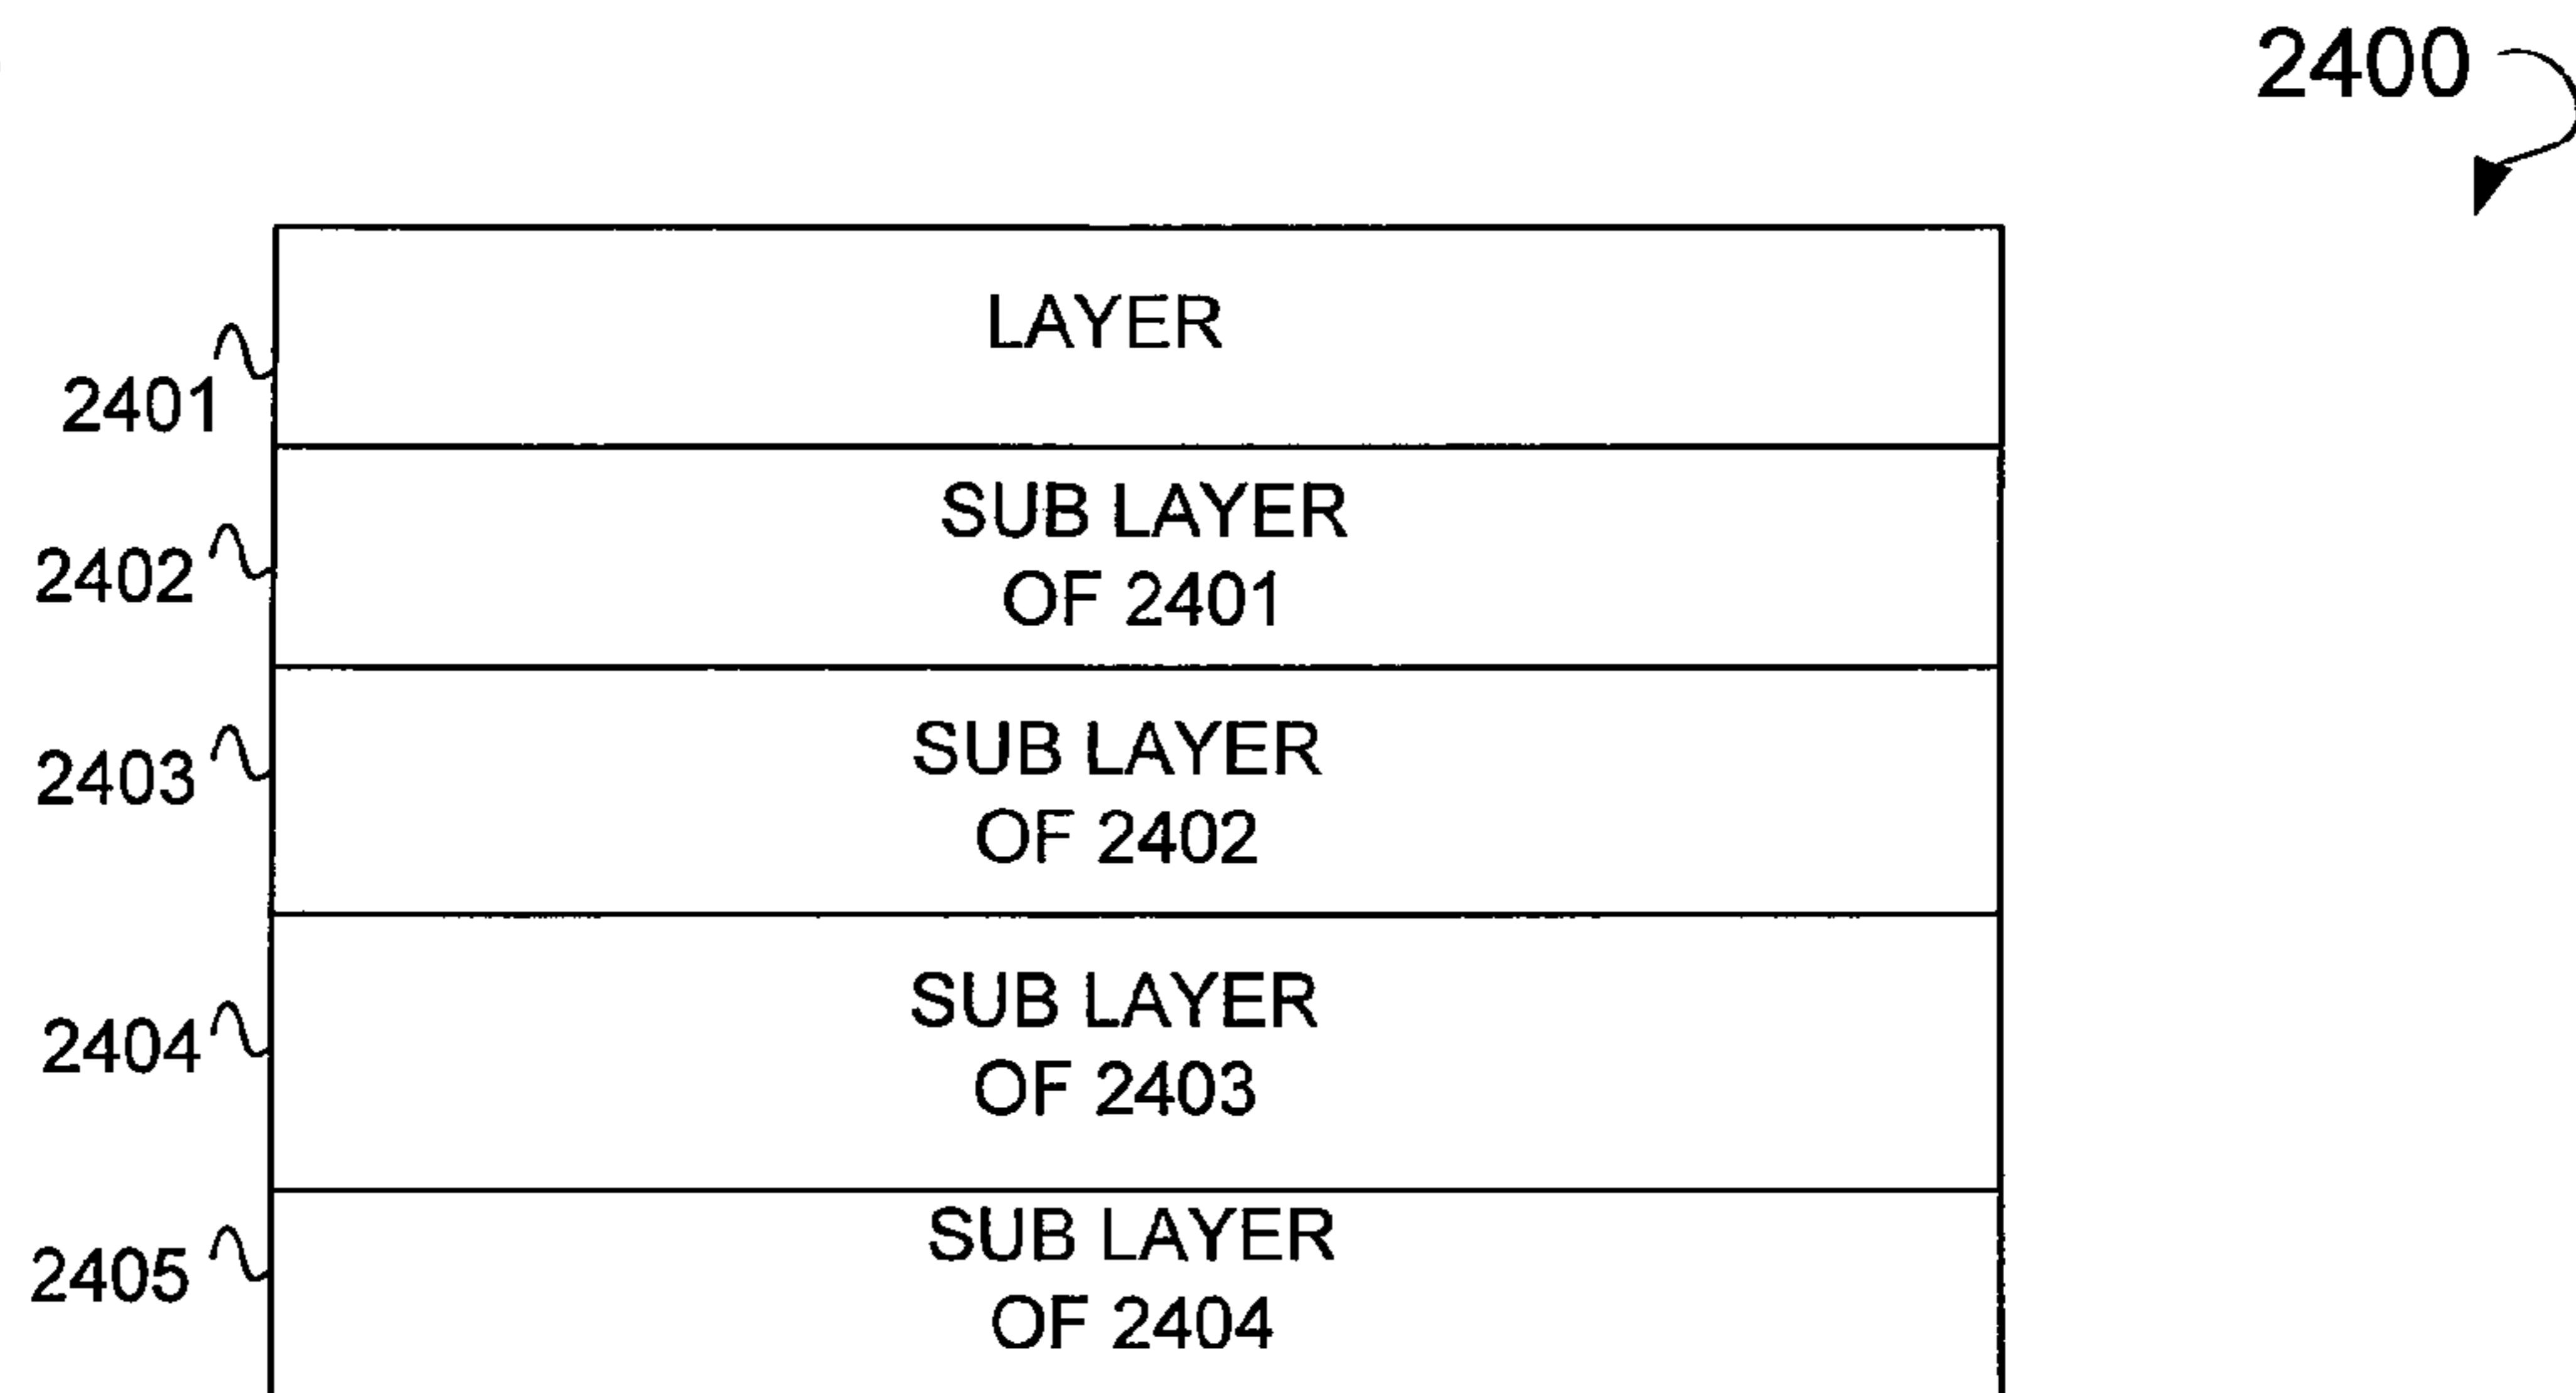 2400
LAYER
2401
SUB LAYER
OF 2401
2402
SUB LAYER
OF 2402
2403
SUB LAYER
OF 2403
2404
SUB LAYER
OF 2404
2405